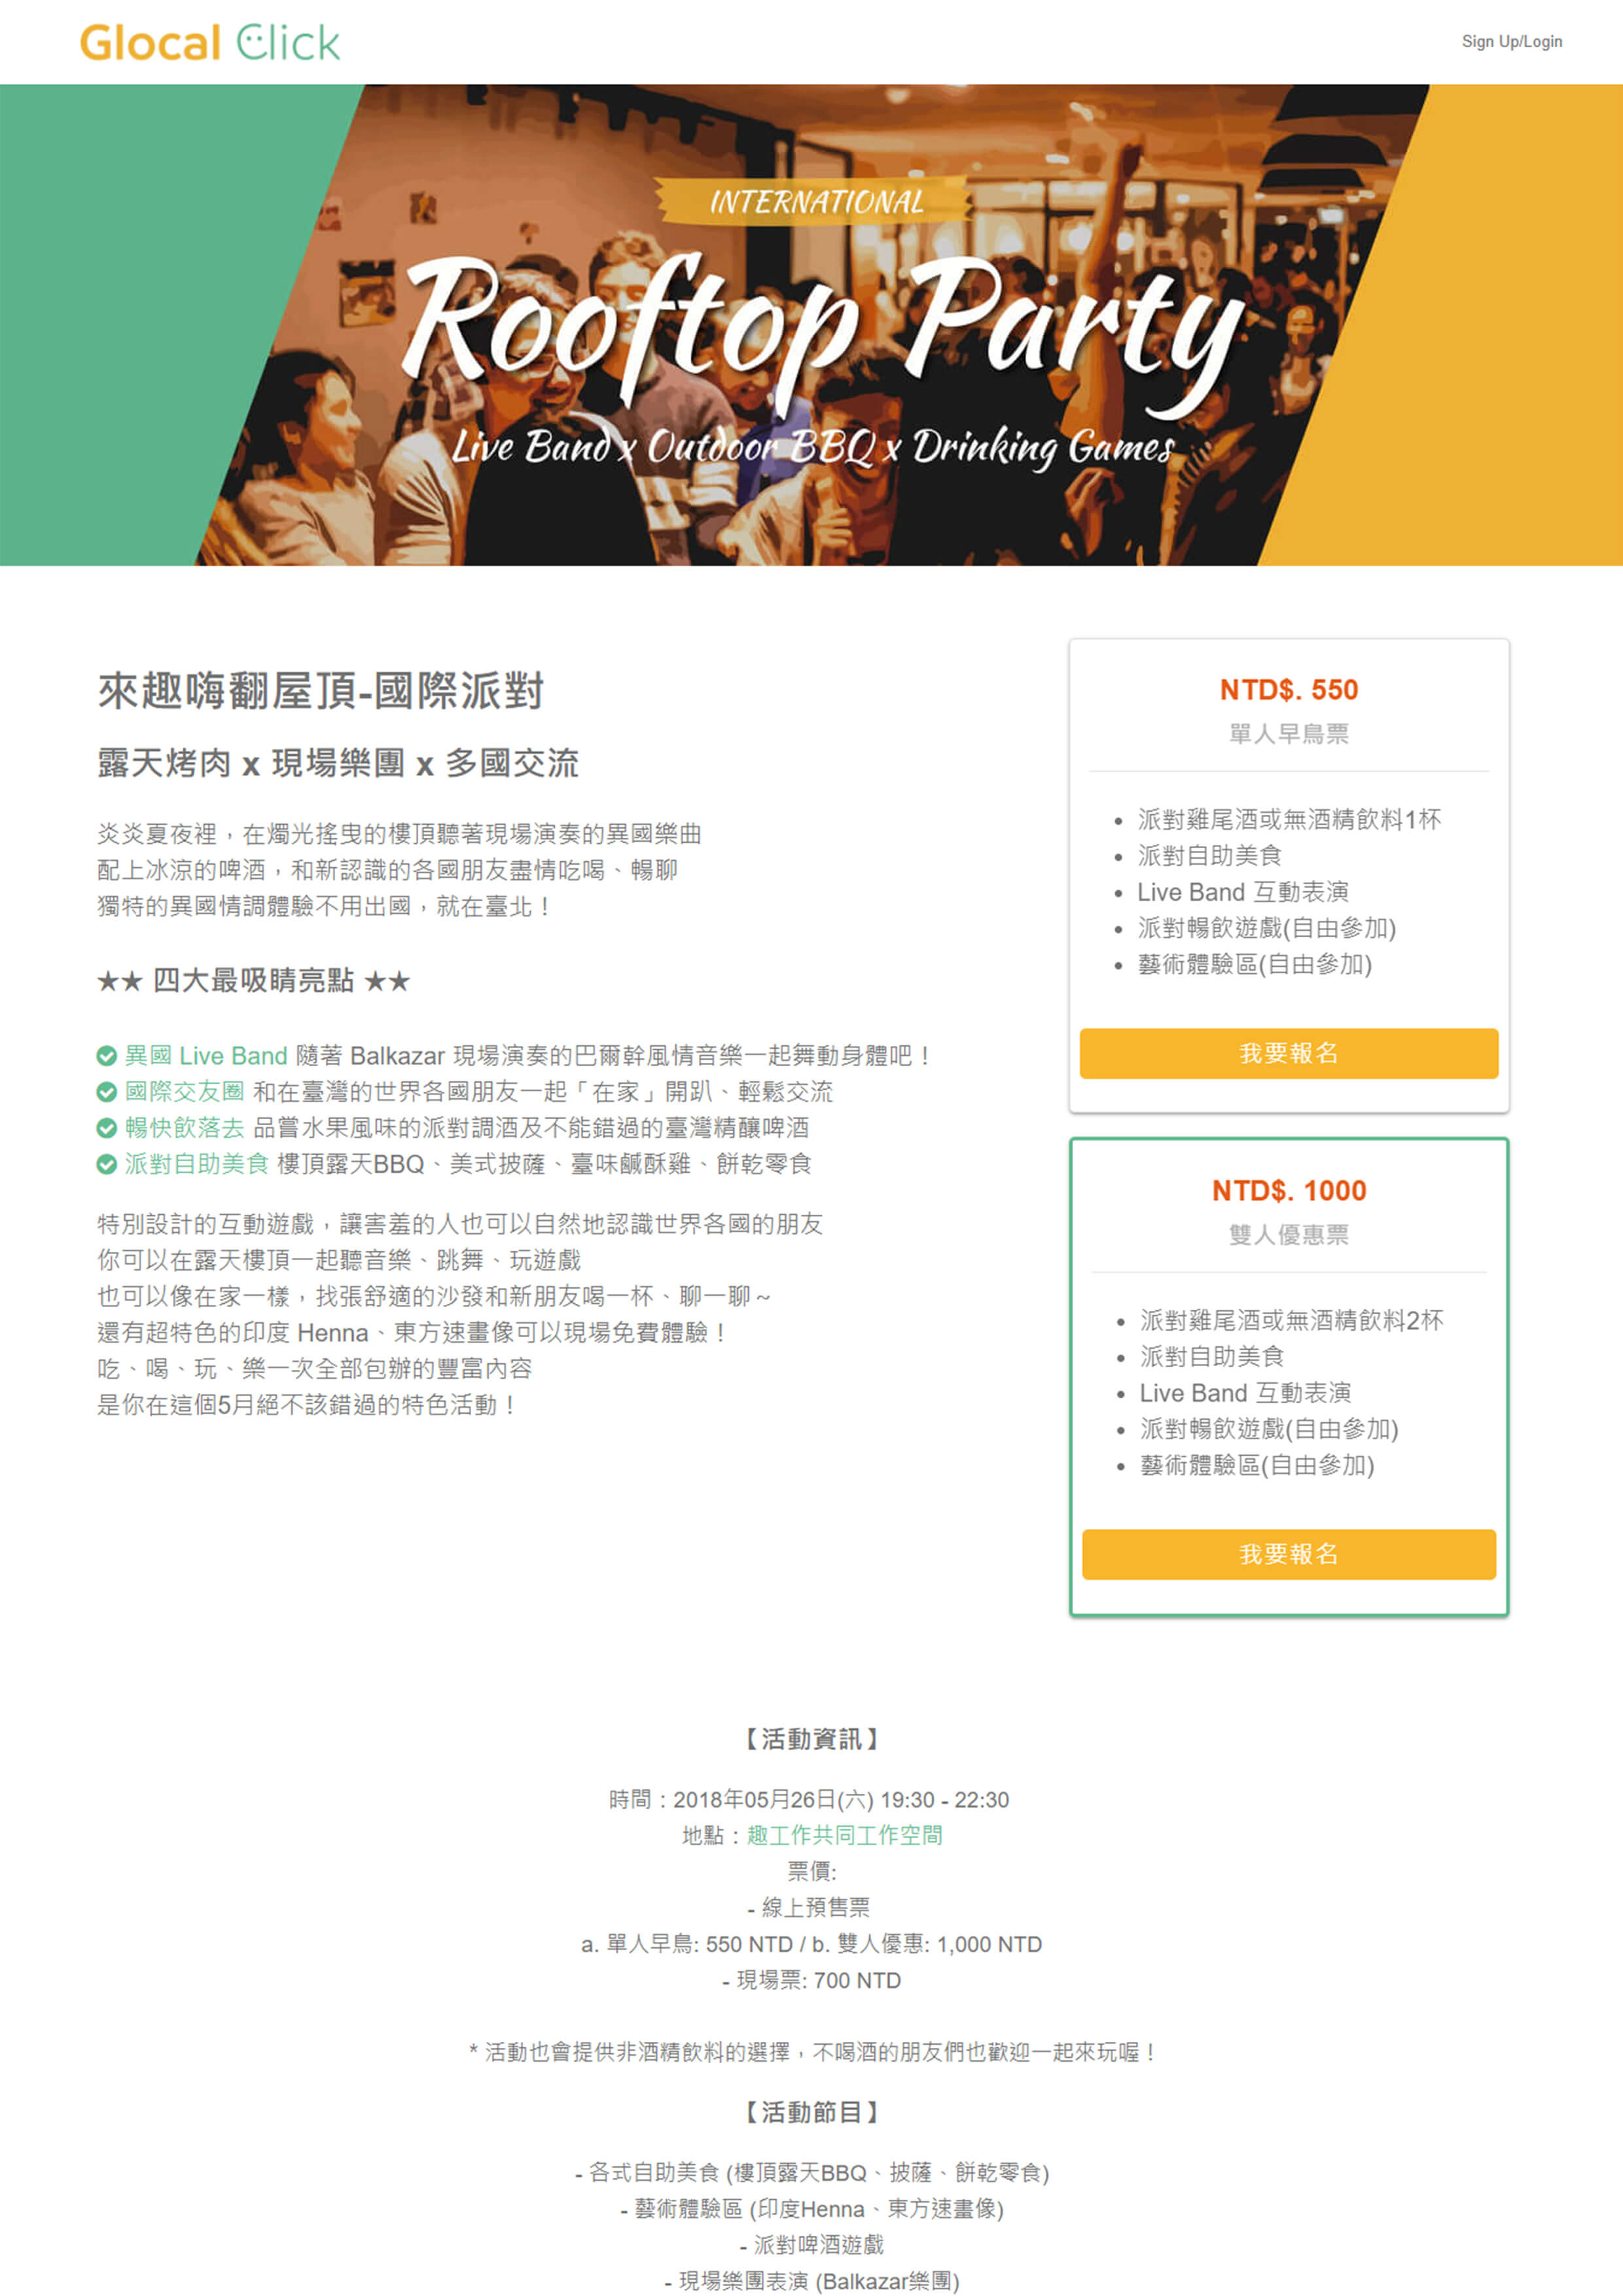 Glocal Click
Sign Up/Login
INTERNATIONAL
Rooftop Party
Live Band x Outdoor BBQ x Drinking Games
來趣嗨翻屋頂-國際派對
露天烤肉 x 現場樂團 x 多國交流
炎炎夏夜裡，在燭光搖曳的樓頂聽著現場演奏的異國樂曲
配上冰涼的啤酒，和新認識的各國朋友盡情吃喝、暢聊
獨特的異國情調體驗不用出國，就在臺北！
★★ 四大最吸睛亮點 ★★
異國 Live Band 隨著 Balkazar 現場演奏的巴爾幹風情音樂一起舞動身體吧！
國際交友圈 和在臺灣的世界各國朋友一起「在家」開趴、輕鬆交流
暢快飲落去 品嘗水果風味的派對調酒及不能錯過的臺灣精釀啤酒
派對自助美食 樓頂露天BBQ、美式披薩、臺味鹹酥雞、餅乾零食
特別設計的互動遊戲，讓害羞的人也可以自然地認識世界各國的朋友
你可以在露天樓頂一起聽音樂、跳舞、玩遊戲
也可以像在家一樣，找張舒適的沙發和新朋友喝一杯、聊一聊～
還有超特色的印度 Henna、東方速畫像可以現場免費體驗！
吃、喝、玩、樂一次全部包辦的豐富內容
是你在這個5月絕不該錯過的特色活動！
NTD$. 550
單人早鳥票
• 派對雞尾酒或無酒精飲料1杯
• 派對自助美食
• Live Band 互動表演
• 派對暢飲遊戲(自由參加)
• 藝術體驗區(自由參加)
我要報名
NTD$. 1000
雙人優惠票
• 派對雞尾酒或無酒精飲料2杯
• 派對自助美食
• Live Band 互動表演
• 派對暢飲遊戲(自由參加)
• 藝術體驗區(自由參加)
我要報名
【活動資訊】
時間：2018年05月26日(六) 19:30 - 22:30
地點：趣工作共同工作空間
票價:
- 線上預售票
a. 單人早鳥: 550 NTD / b. 雙人優惠: 1,000 NTD
- 現場票: 700 NTD
* 活動也會提供非酒精飲料的選擇，不喝酒的朋友們也歡迎一起來玩喔！
【活動節目】
- 各式自助美食 (樓頂露天BBQ、披薩、餅乾零食)
- 藝術體驗區 (印度Henna、東方速畫像)
- 派對啤酒遊戲
- 現場樂團表演 (Balkazar樂團)